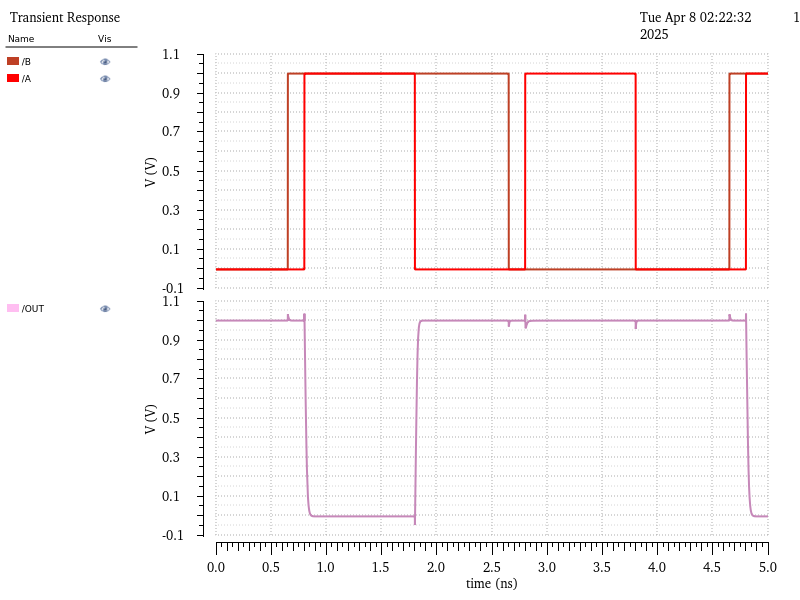 Transient Response
Tue Apr 8 02:22:32
2025
1
Name
Vis
/B
/A
1.1
0.9
0.7
0.5
0.3
0.1
-0.1
V (V)
/OUT
1.1
0.9
0.7
0.5
0.3
0.1
-0.1
V (V)
0.0 0.5 1.0 1.5 2.0 2.5 3.0 3.5 4.0 4.5 5.0
time (ns)